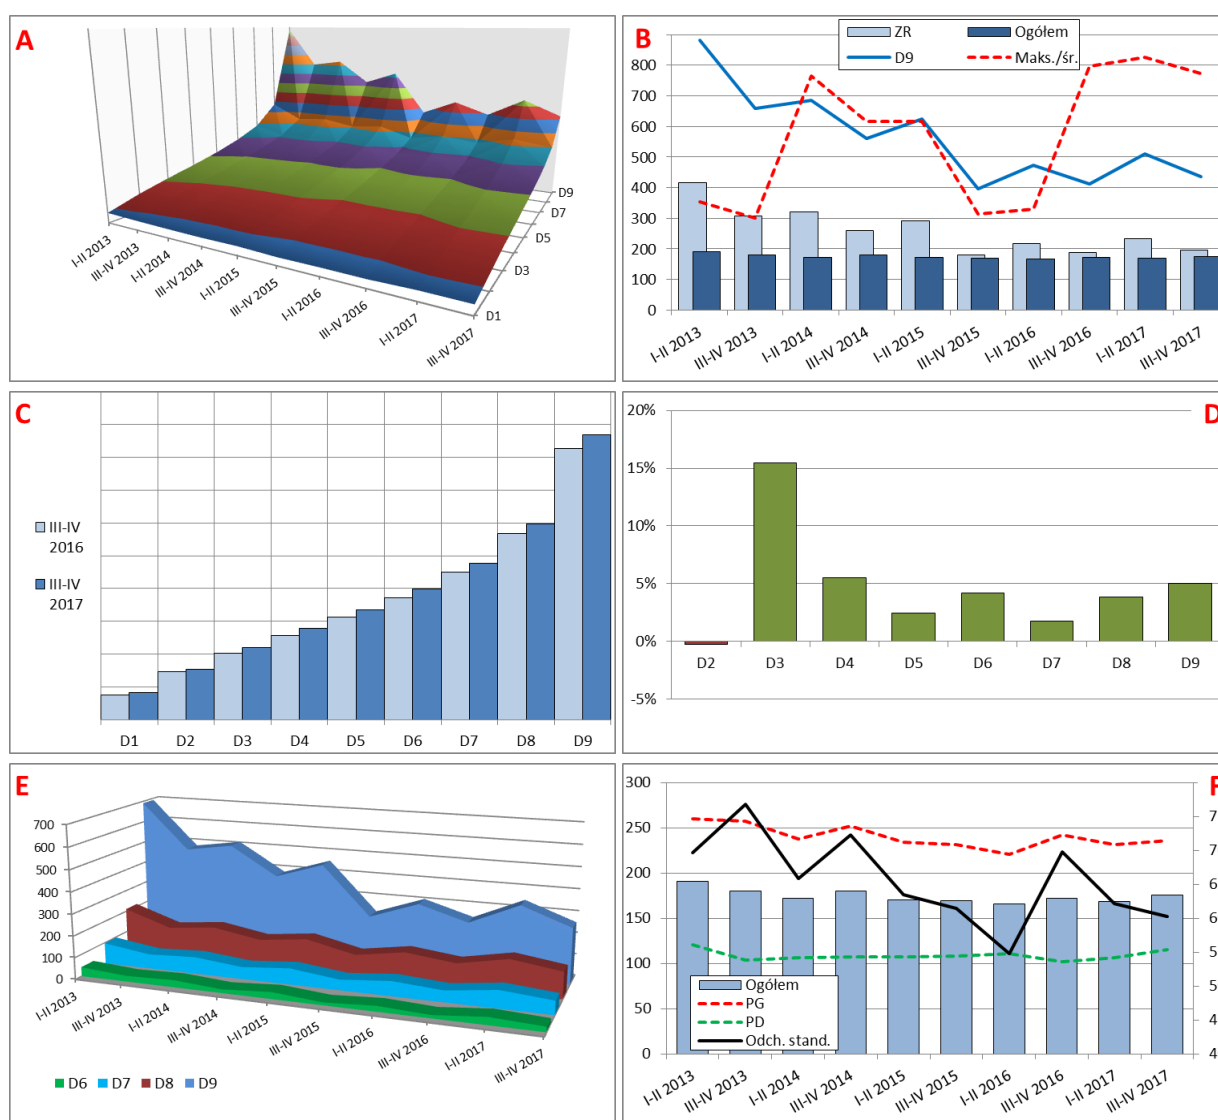 A
D9
D7
D5
D3
D1
I-II 2013
III-IV 2013
I-II 2014
III-IV 2014
I-II 2015
III-IV 2015
I-II 2016
III-IV 2016
I-II 2017
III-IV 2017
B
ZR
Ogółem
D9
Maks./śr.
800
700
600
500
400
300
200
100
0
I-II 2013
III-IV 2013
I-II 2014
III-IV 2014
I-II 2015
III-IV 2015
I-II 2016
III-IV 2016
I-II 2017
III-IV 2017
C
III-IV
2016
III-IV
2017
D1
D2
D3
D4
D5
D6
D7
D8
D9
D
20%
15%
10%
5%
0%
-5%
D2
D3
D4
D5
D6
D7
D8
D9
E
700
600
500
400
300
200
100
0
I-II 2013
III-IV 2013
I-II 2014
III-IV 2014
I-II 2015
III-IV 2015
I-II 2016
III-IV 2016
I-II 2017
III-IV 2017
D6
D7
D8
D9
F
300
250
200
150
100
50
0
7
7
6
6
5
5
4
4
Ogółem
PG
PD
Odch. stand.
I-II 2013
III-IV 2013
I-II 2014
III-IV 2014
I-II 2015
III-IV 2015
I-II 2016
III-IV 2016
I-II 2017
III-IV 2017